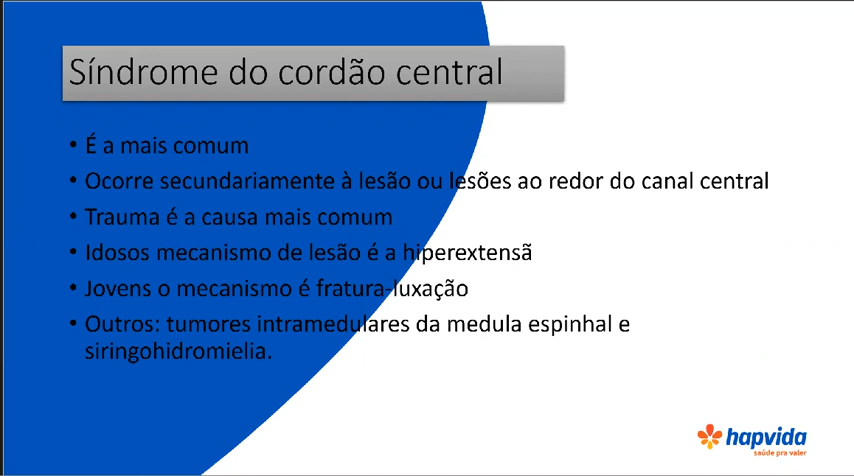 Síndrome do cordão central
• É a mais comum
• Ocorre secundariamente à lesão ou lesões ao redor do canal central
• Trauma é a causa mais comum
• Idosos mecanismo de lesão é a hiperextensã
• Jovens o mecanismo é fratura-luxação
• Outros: tumores intramedulares da medula espinhal e
siringohidromielia.
hapvida
saúde pra valer